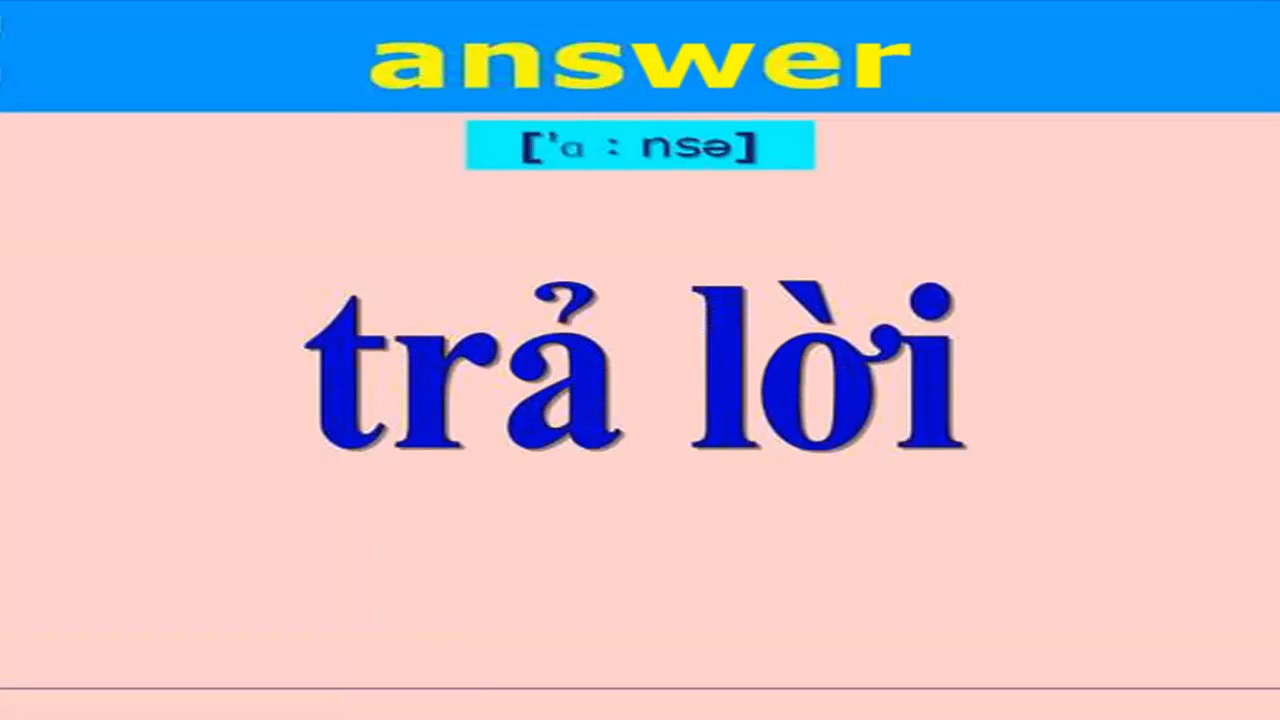 answer
['ɑ : nsə]
trả lời